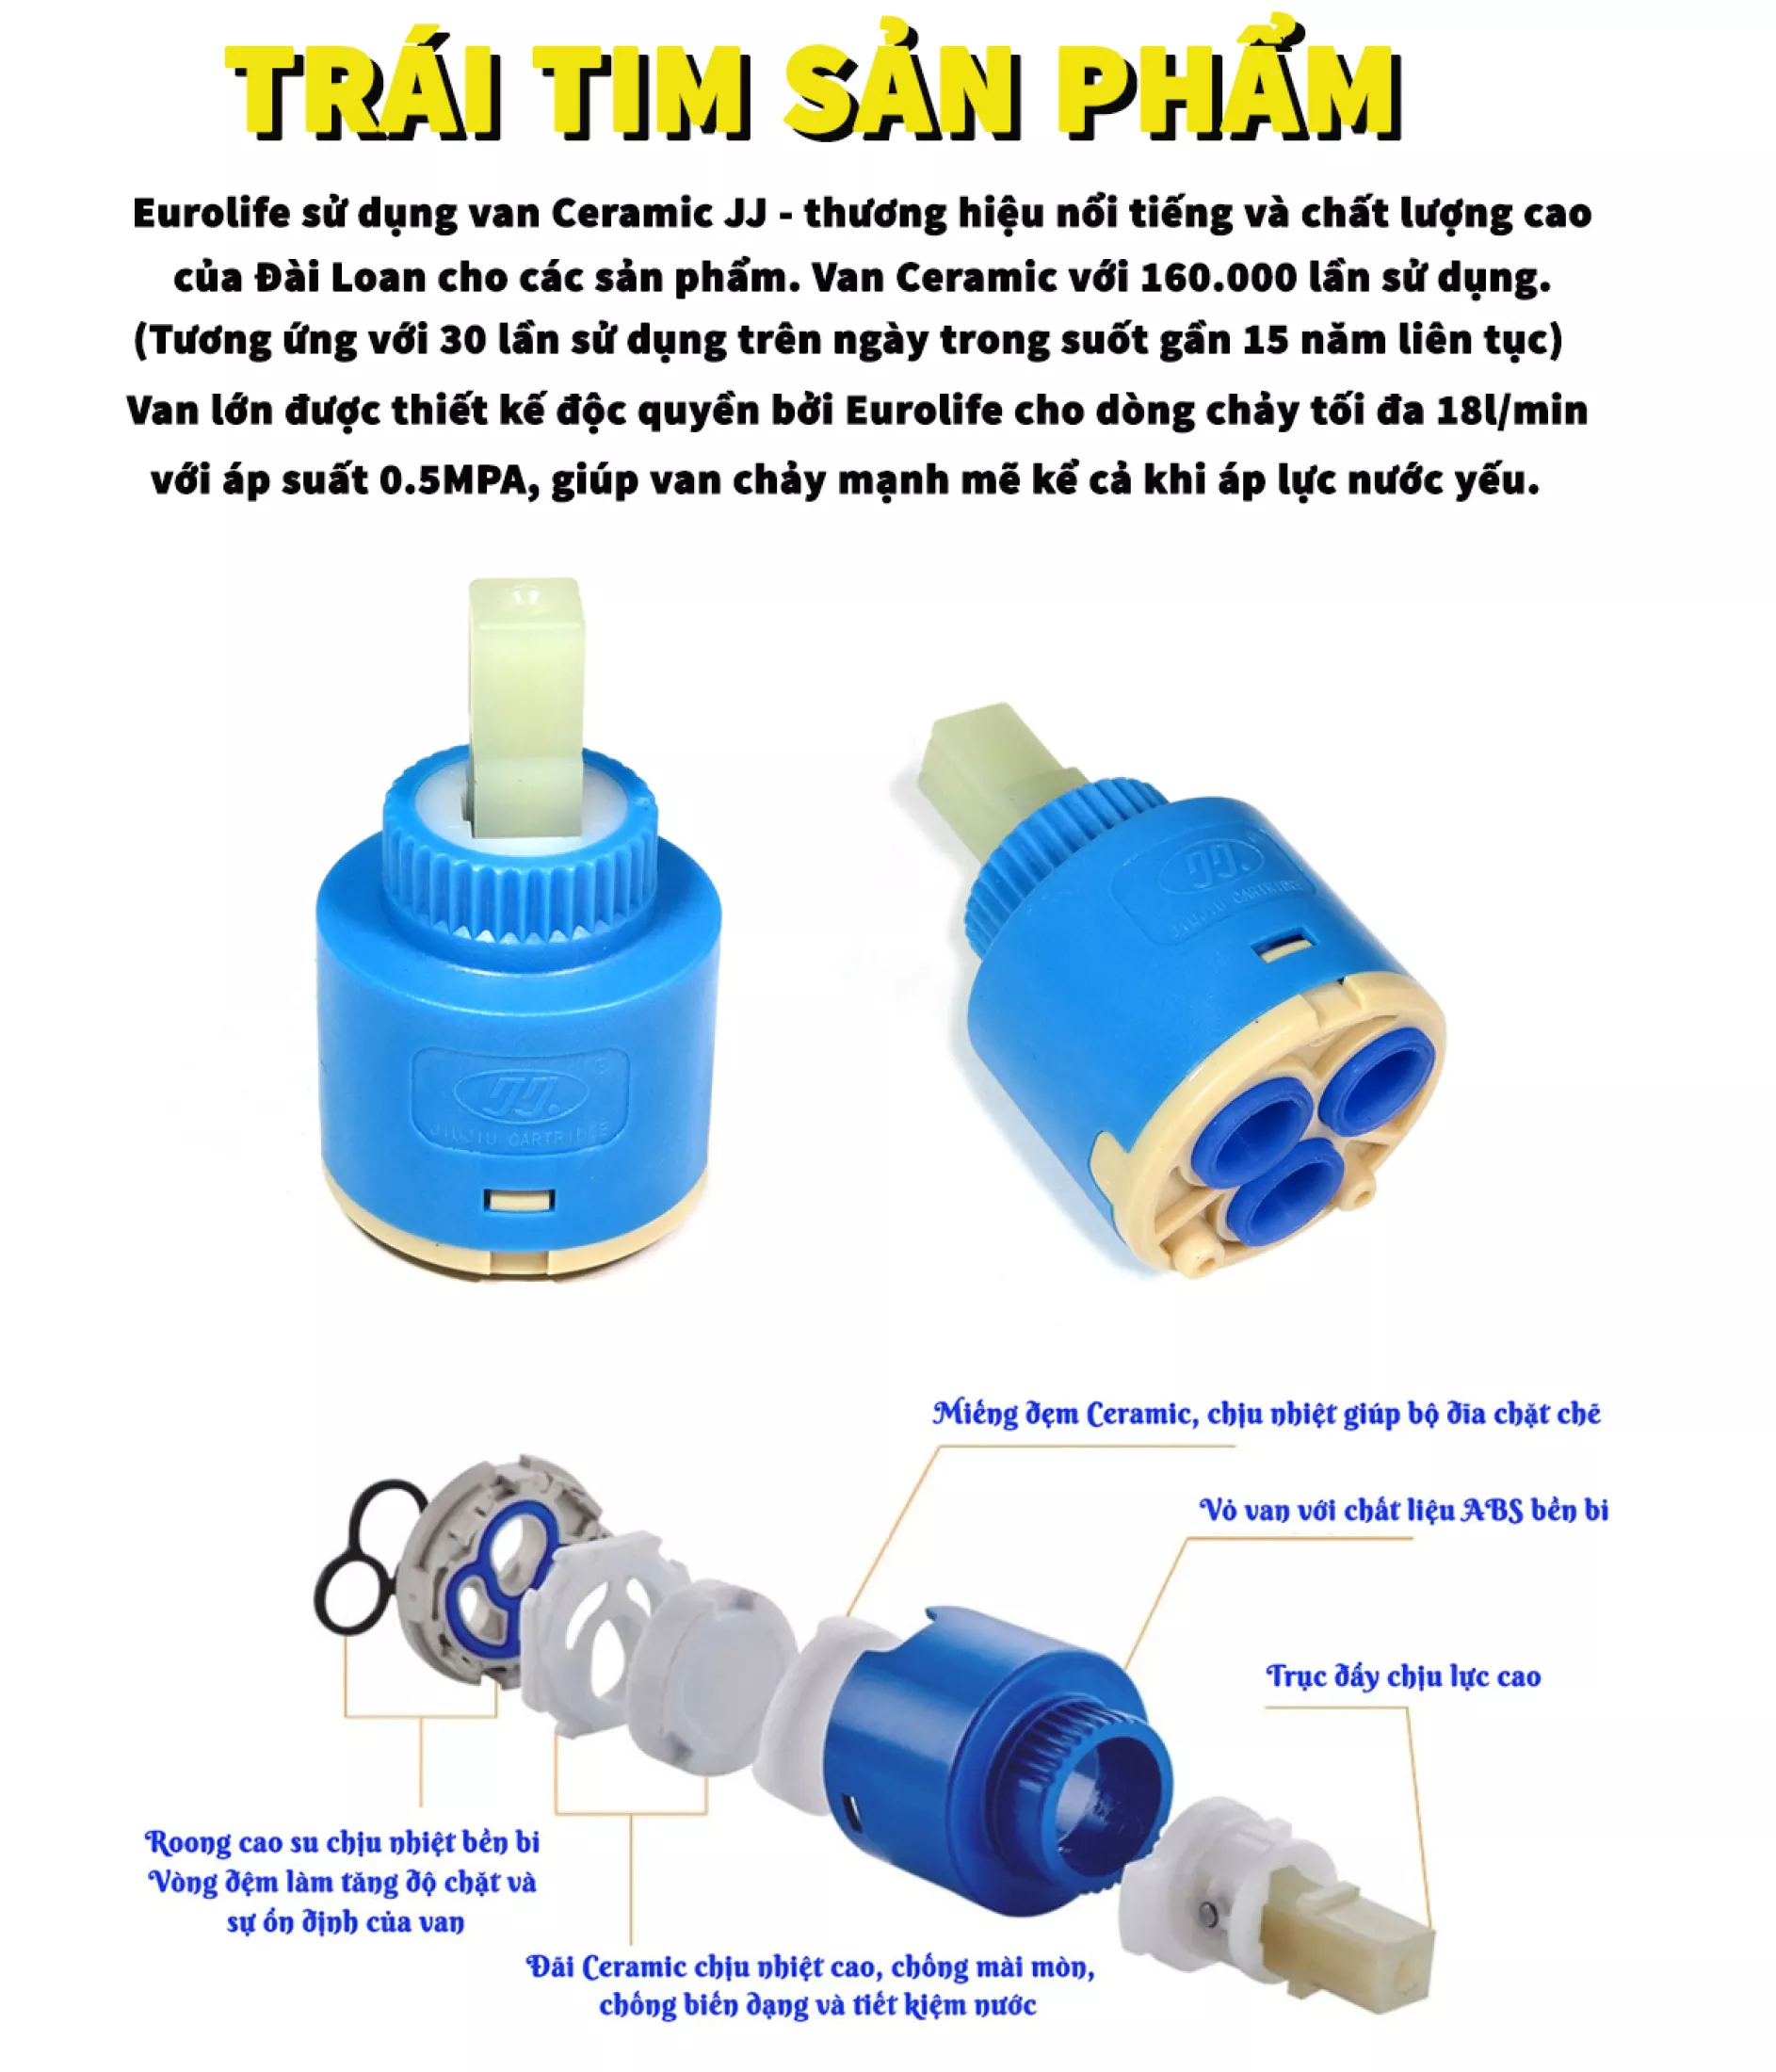 TRÁI TIM SẢN PHẨM
Eurolife sử dụng van Ceramic JJ - thương hiệu nổi tiếng và chất lượng cao
của Đài Loan cho các sản phẩm. Van Ceramic với 160.000 lần sử dụng.
(Tương ứng với 30 lần sử dụng trên ngày trong suốt gần 15 năm liên tục)
Van lớn được thiết kế độc quyền bởi Eurolife cho dòng chảy tối đa 18l/min
với áp suất 0.5MPA, giúp van chảy mạnh mẽ kể cả khi áp lực nước yếu.
JJ.
JIUJIU CARTRIDGE
JJ.
JIUJIU CARTRIDGE
Miếng đẹm Ceramic, chịu nhiệt giúp bộ đĩa chặt chẽ
Vỏ van với chất liệu ABS bền bỉ
Trục đẩy chịu lực cao
Roong cao su chịu nhiệt bền bỉ
Vòng đệm làm tăng độ chặt và
sự ổn định của van
Đãi Ceramic chịu nhiệt cao, chống mài mòn,
chống biến dạng và tiết kiệm nước